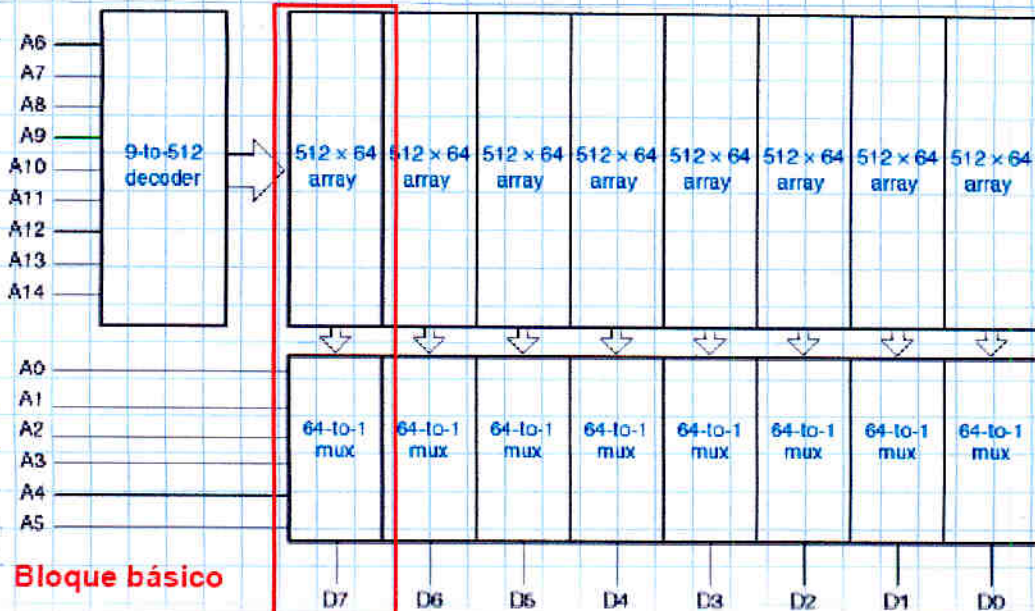 A6
A7
A8
A9
A10
A11
A12
A13
A14
9-to-512
decoder
512 × 64 512 × 64 512 × 64 512 × 64 512 × 64 512 × 64 512 × 64 512 × 64
array array array array array array array array
A0
A1
A2
A3
A4
A5
64-to-1 64-to-1 64-to-1 64-to-1 64-to-1 64-to-1 64-to-1 64-to-1
mux mux mux mux mux mux mux mux
Bloque básico
D7 D6 D5 D4 D3 D2 D1 D0